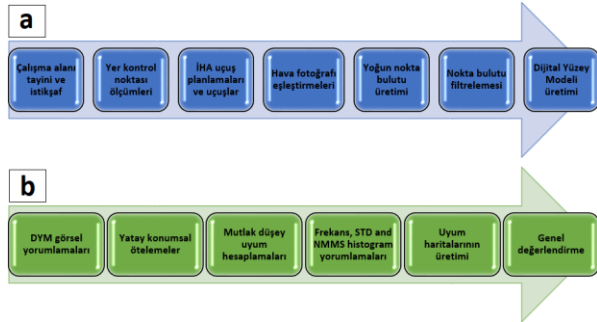 a
Çalışma alanı
tayini ve
istikşaf
Yer kontrol
noktası
ölçümleri
İHA uçuş
planlamaları
ve uçuşlar
Hava fotoğrafı
eşleştirmeleri
Yoğun nokta
bulutu
üretimi
Nokta bulutu
filtrelemesi
Dijital Yüzey
Modeli
üretimi
b
DYM görsel
yorumlamaları
Yatay konumsal
ötelemeler
Mutlak düşey
uyum
hesaplamaları
Frekans, STD and
NMMS histogram
yorumlamaları
Uyum
haritalarının
üretimi
Genel
değerlendirme